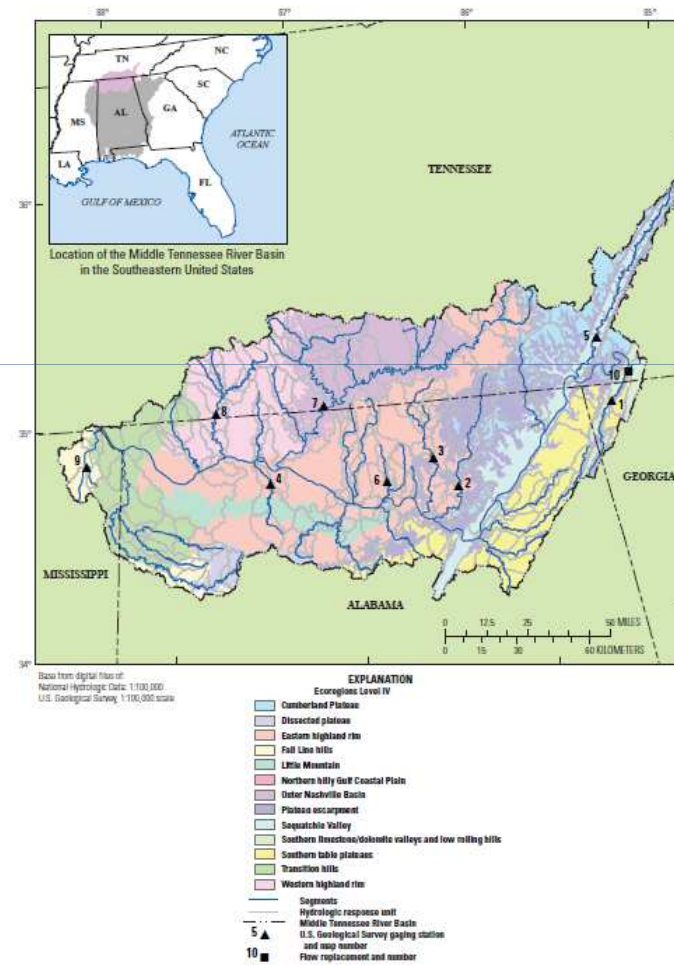 88°
87°
86°
85°
TN
NC
SC
MS
AL
GA
LA
FL
ATLANTIC
OCEAN
GULF OF MEXICO
Location of the Middle Tennessee River Basin
in the Southeastern United States
TENNESSEE
36°
35°
34°
5
10
1
8
7
3
9
4
6
2
GEORGIA
MISSISSIPPI
ALABAMA
0 12.5 25 50 MILES
0 15 30 60 KILOMETERS
Base from digital files of:
National Hydrologic Data: 1:100,000
U.S. Geological Survey, 1:100,000 scale
EXPLANATION
Ecoregions Level IV
Cumberland Plateau
Dissected plateau
Eastern highland rim
Fall Line hills
Little Mountain
Northern hilly Gulf Coastal Plain
Outer Nashville Basin
Plateau escarpment
Sequatchie Valley
Southern limestone/dolomite valleys and low rolling hills
Southern table plateaus
Transition hills
Western highland rim
Segments
Hydrologic response unit
Middle Tennessee River Basin
5 U.S. Geological Survey gaging station
and map number
10 Flow replacement and number